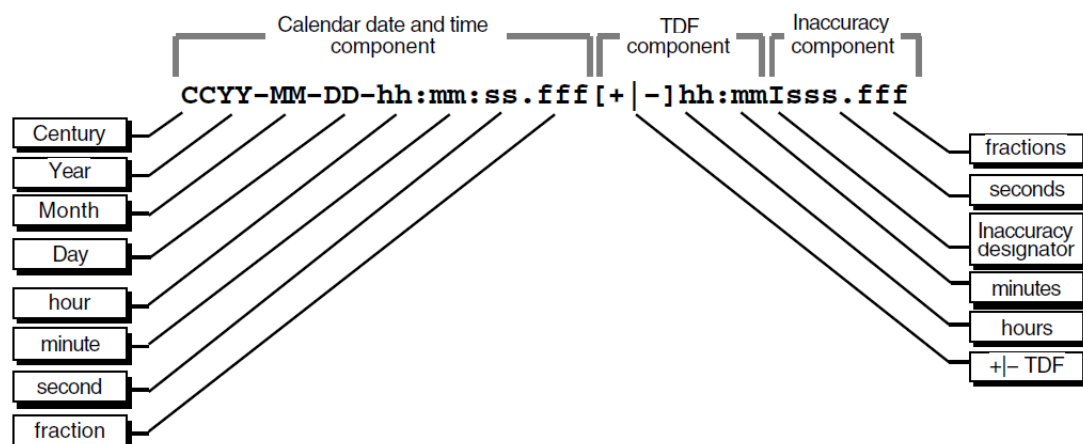 Calendar date and time
component
TDF
component
Inaccuracy
component
CCYY-MM-DD-hh:mm:ss.fff[+|-]hh:mmIsss.fff
Century
Year
Month
Day
hour
minute
second
fraction
fractions
seconds
Inaccuracy
designator
minutes
hours
+|– TDF